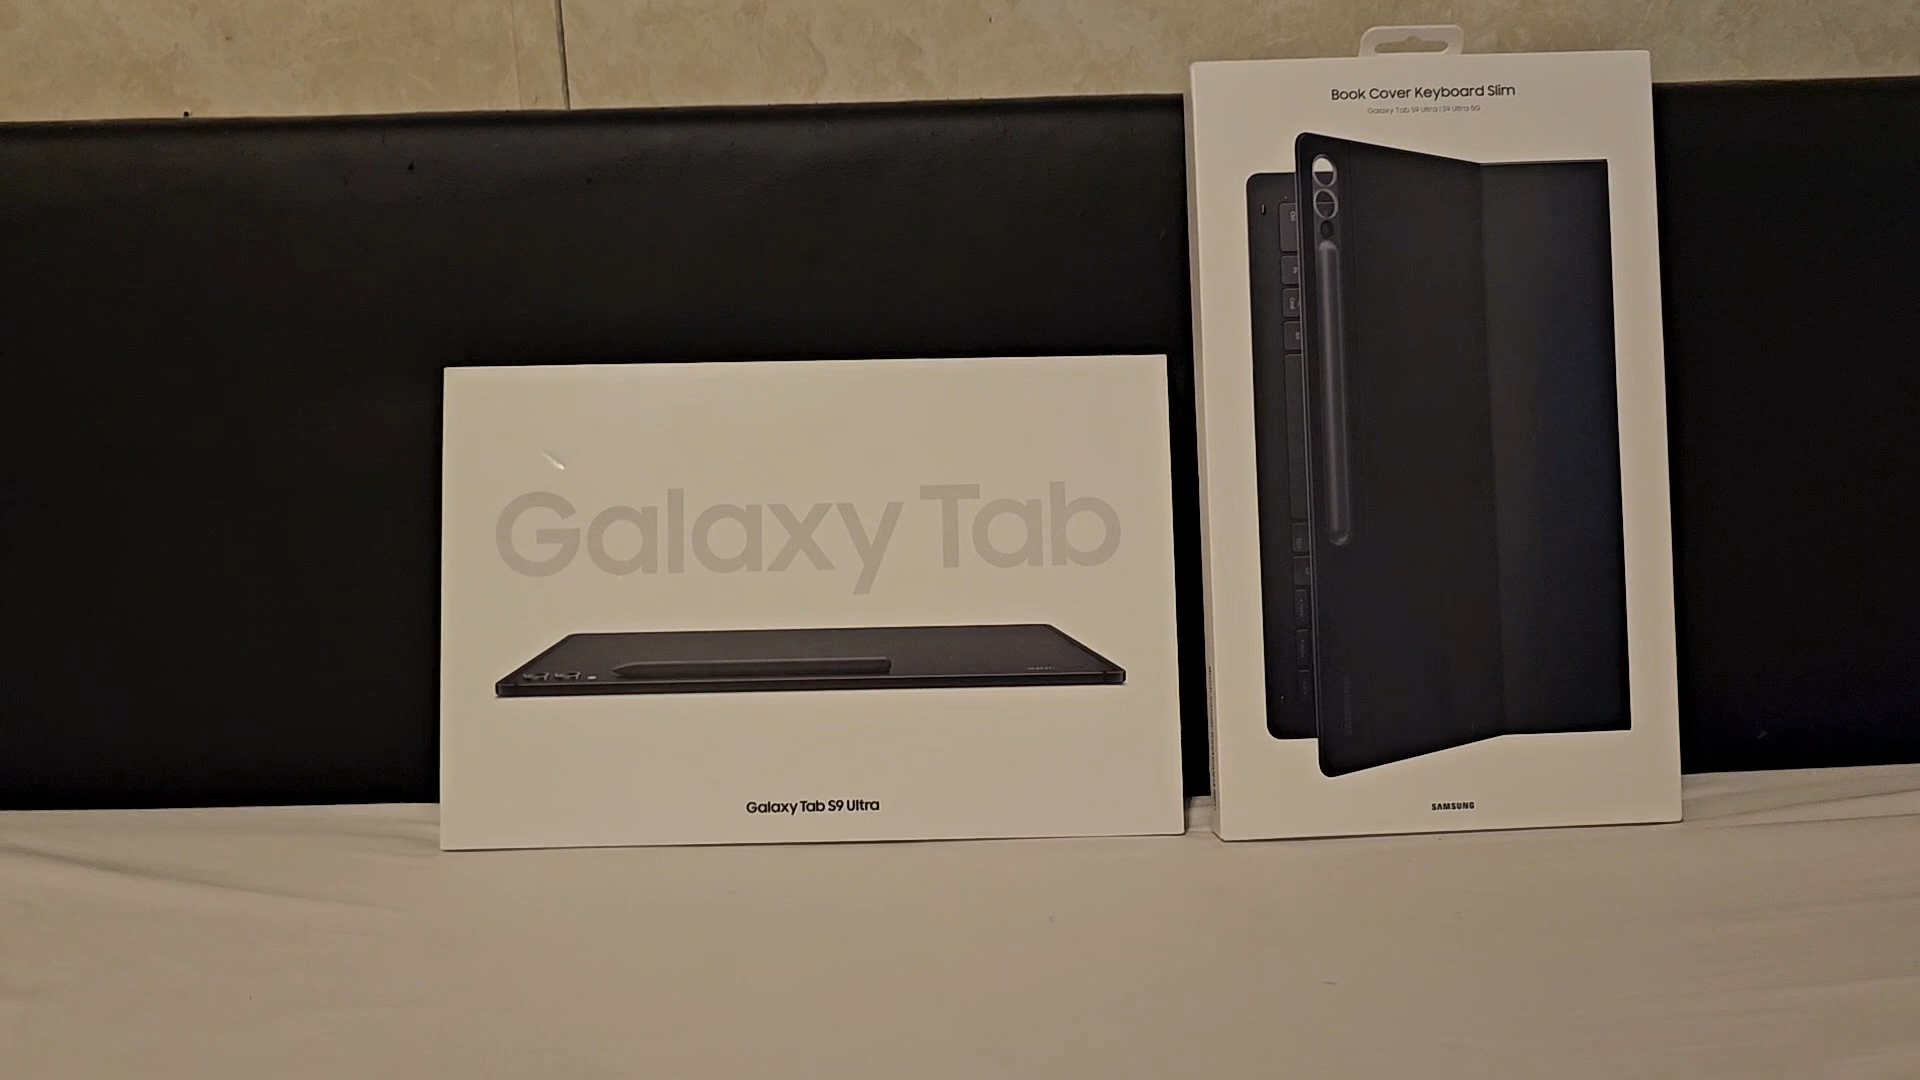 Galaxy Tab
Galaxy Tab S9 Ultra
Book Cover Keyboard Slim
Galaxy Tab S9 Ultra | S9 Ultra 5G
SAMSUNG